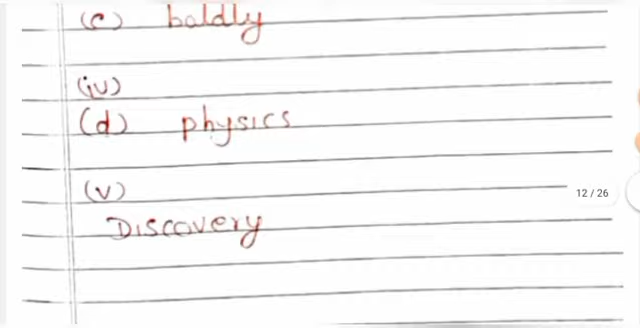 (c) boldly
(iv)
(d) physics
12 / 26
(v)
Discovery